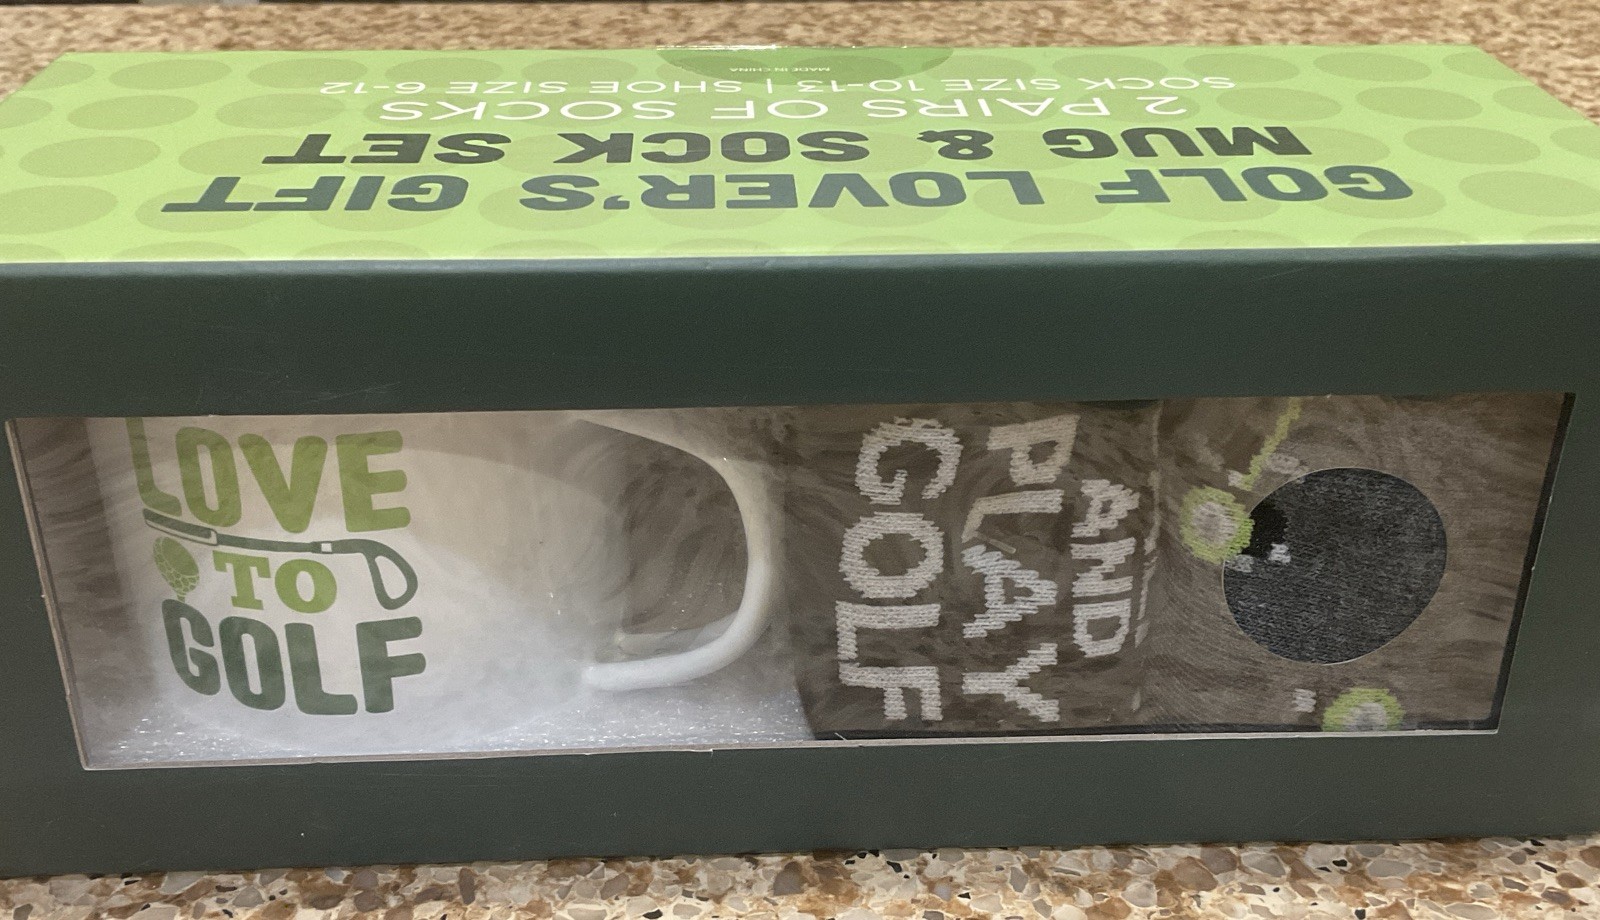 GOLF LOVER'S GIFT
MUG & SOCK SET
2 PAIRS OF SOCKS
SOCK SIZE 10-13 | SHOE SIZE 6-12
MADE IN CHINA
LOVE
TO
GOLF
AND
PLAY
GOLF